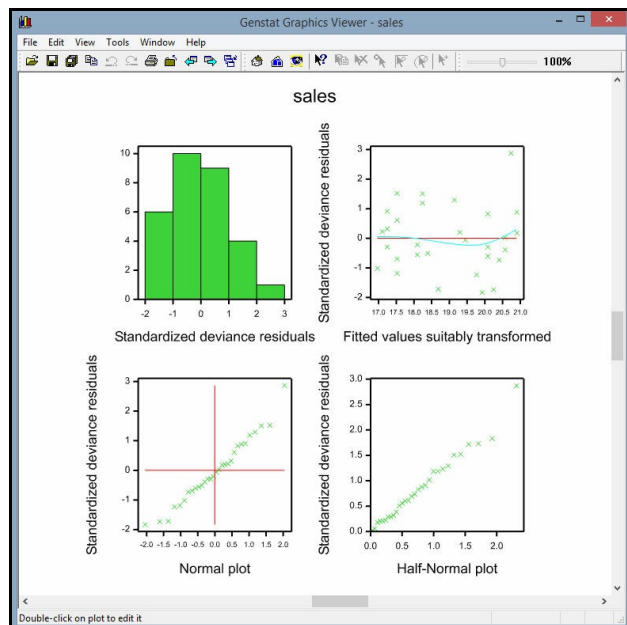 Genstat Graphics Viewer - sales
File Edit View Tools Window Help
100%
sales
Standardized deviance residuals
10
8
6
4
2
0
-2 -1 0 1 2 3
Standardized deviance residuals
Standardized deviance residuals
3
2
1
0
-1
-2
17.0 17.5 18.0 18.5 19.0 19.5 20.0 20.5 21.0
Fitted values suitably transformed
Standardized deviance residuals
3
2
1
0
-1
-2
-2.0 -1.5 -1.0 -0.5 0.0 0.5 1.0 1.5 2.0
Normal plot
Standardized deviance residuals
3.0
2.5
2.0
1.5
1.0
0.5
0.0
0.0 0.5 1.0 1.5 2.0
Half-Normal plot
Double-click on plot to edit it